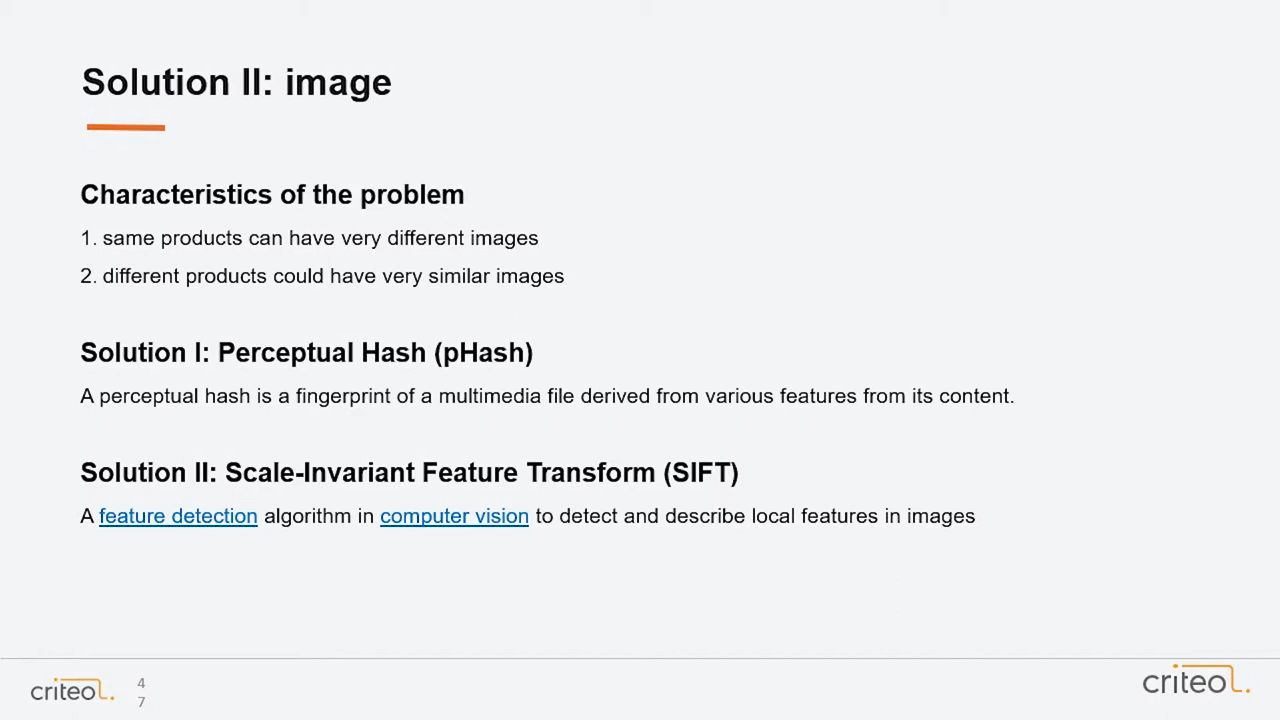 Solution II: image
Characteristics of the problem
1. same products can have very different images
2. different products could have very similar images
Solution I: Perceptual Hash (pHash)
A perceptual hash is a fingerprint of a multimedia file derived from various features from its content.
Solution II: Scale-Invariant Feature Transform (SIFT)
A feature detection algorithm in computer vision to detect and describe local features in images
criteo
4
7
criteo